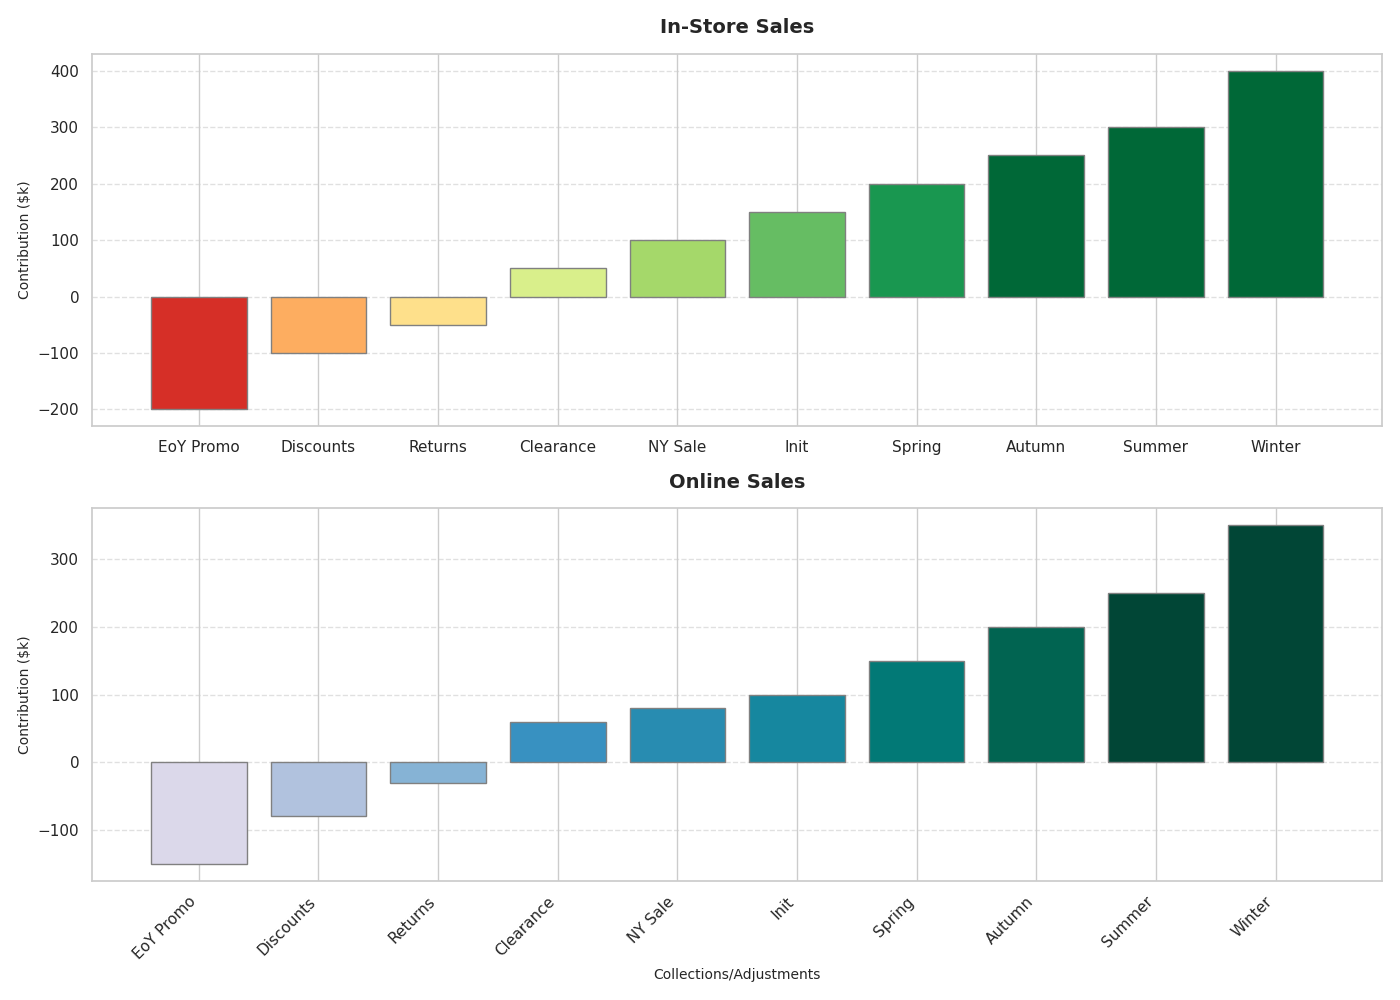 In-Store Sales
Contribution ($k)
400
300
200
100
0
−100
−200
EoY Promo Discounts Returns Clearance NY Sale Init Spring Autumn Summer Winter
Online Sales
Contribution ($k)
300
200
100
0
−100
EoY Promo Discounts Returns Clearance NY Sale Init Spring Autumn Summer Winter
Collections/Adjustments